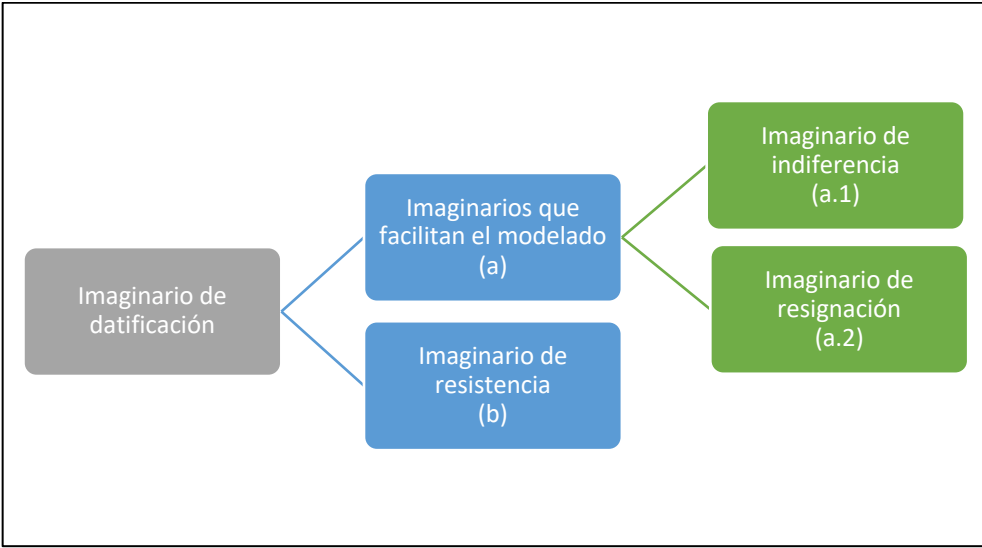 Imaginario de
datificación
Imaginarios que
facilitan el modelado
(a)
Imaginario de
resistencia
(b)
Imaginario de
indiferencia
(a.1)
Imaginario de
resignación
(a.2)